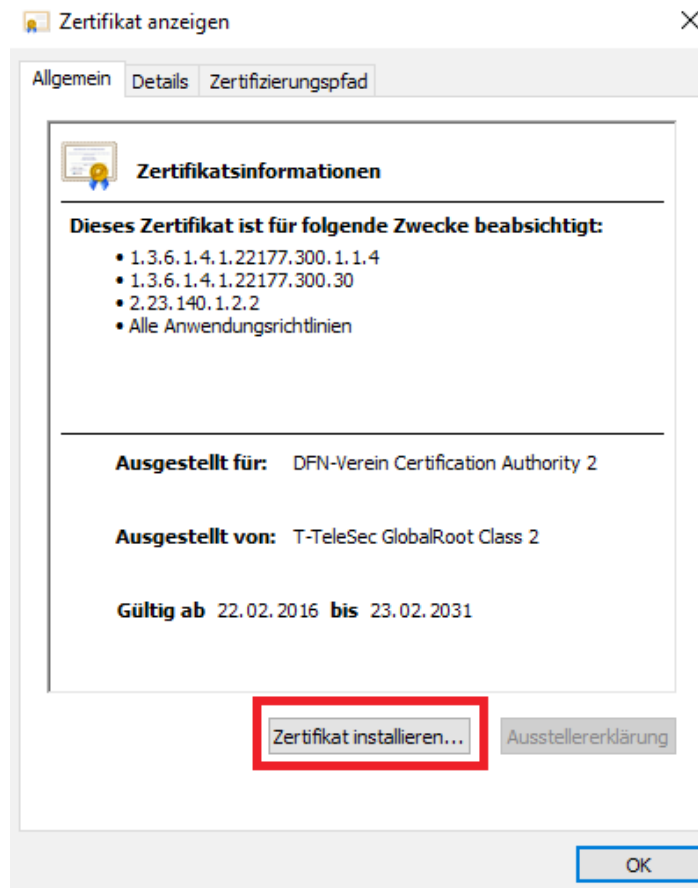 Zertifikat anzeigen
Allgemein Details Zertifizierungspfad
Zertifikatsinformationen
Dieses Zertifikat ist für folgende Zwecke beabsichtigt:
• 1.3.6.1.4.1.22177.300.1.1.4
• 1.3.6.1.4.1.22177.300.30
• 2.23.140.1.2.2
• Alle Anwendungsrichtlinien
Ausgestellt für: DFN-Verein Certification Authority 2
Ausgestellt von: T-TeleSec GlobalRoot Class 2
Gültig ab 22.02.2016 bis 23.02.2031
Zertifikat installieren... Ausstellererklärung
OK